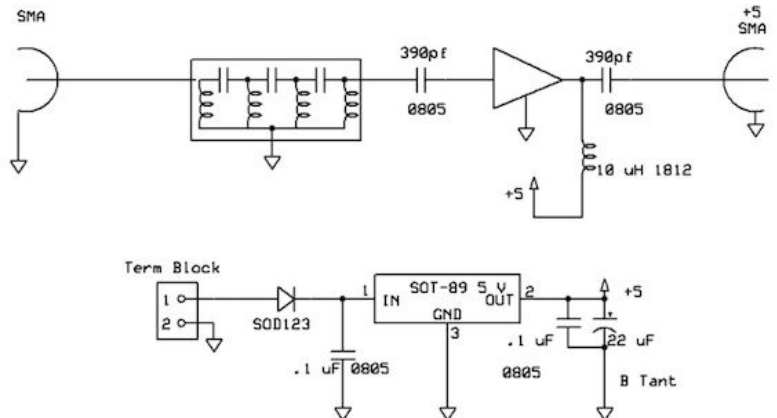 SMA
+5
SMA
390pf
0805
390pf
0805
10 uH 1812
+5
Term Block
1
2
SOD123
.1 uF 0805
1
IN
SOT-89 5 V
OUT
GND
2
3
+5
.1 uF
22 uF
0805
B Tant